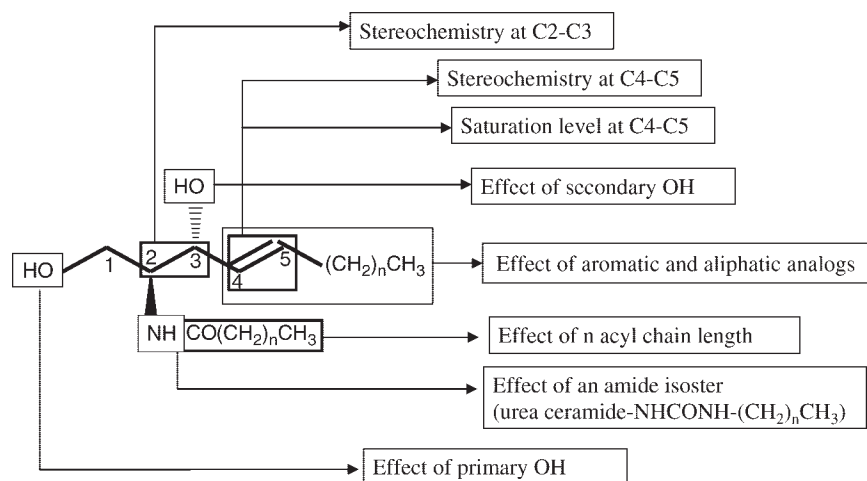 Stereochemistry at C2-C3
Stereochemistry at C4-C5
Saturation level at C4-C5
HO
Effect of secondary OH
HO
1
2
3
4
5
(CH₂)ₙCH₃
Effect of aromatic and aliphatic analogs
NH
CO(CH₂)ₙCH₃
Effect of n acyl chain length
Effect of an amide isoster
(urea ceramide-NHCONH-(CH₂)ₙCH₃)
Effect of primary OH